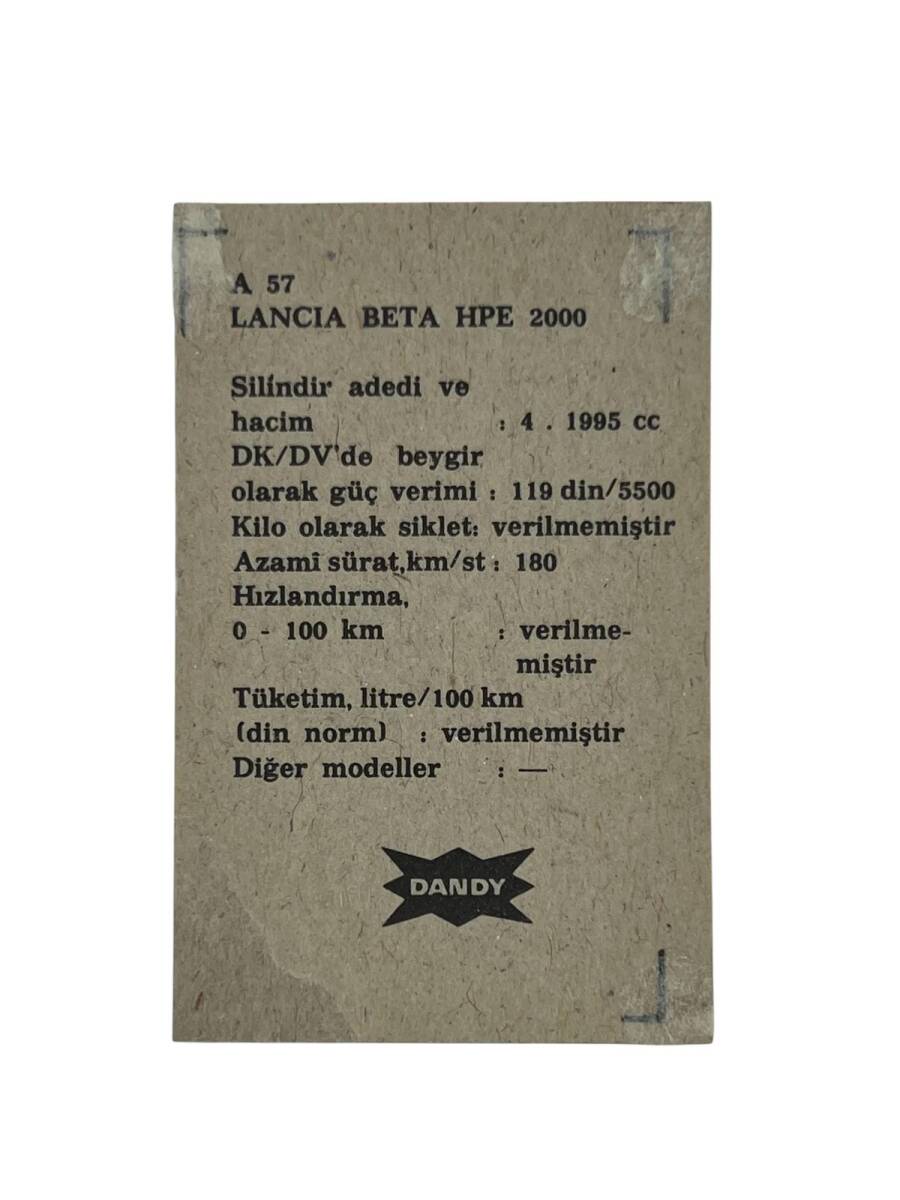 A 57
LANCIA BETA HPE 2000
Silindir adedi ve
hacim : 4 . 1995 cc
DK/DV'de beygir
olarak güç verimi : 119 din/5500
Kilo olarak siklet: verilmemiştir
Azamî sürat,km/st : 180
Hızlandırma,
0 - 100 km : verilme-
miştir
Tüketim, litre/100 km
(din norm) : verilmemiştir
Diğer modeller : —
DANDY